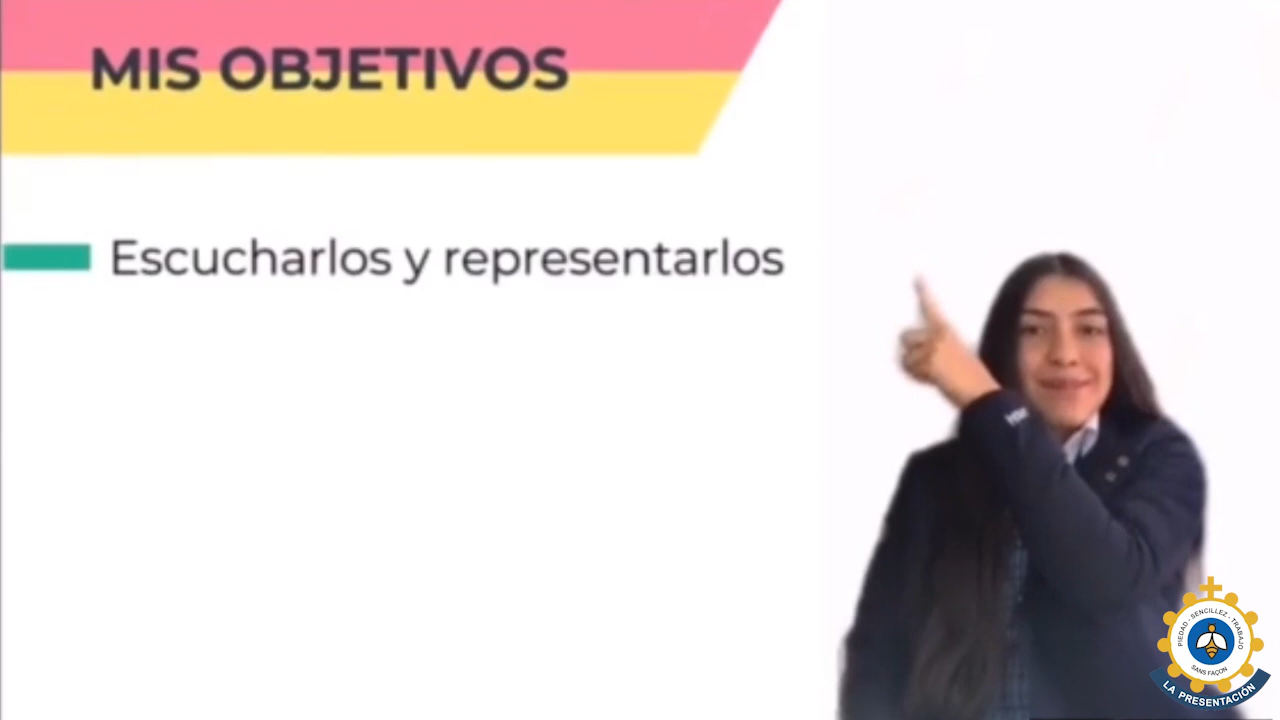 MIS OBJETIVOS
Escucharlos y representarlos
PIEDAD - SENCILLEZ - TRABAJO
SANS FAÇON
LA PRESENTACIÓN